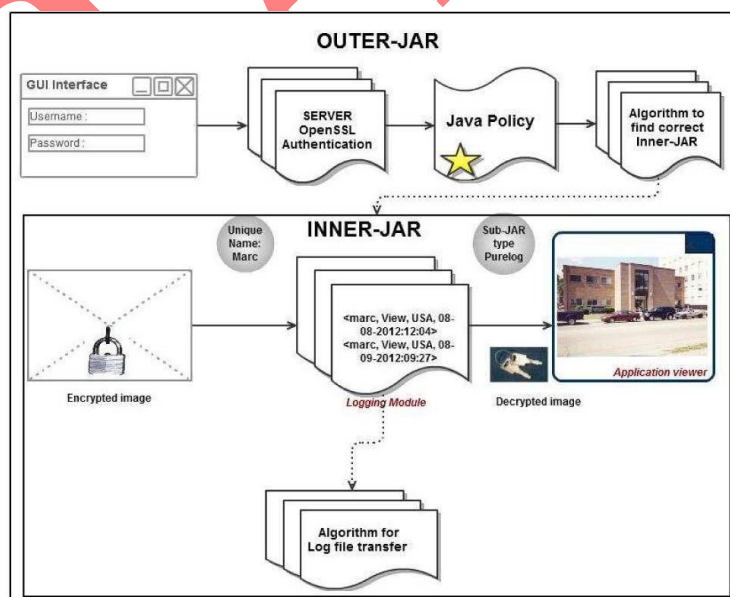 OUTER-JAR
GUI Interface
Username :
Password :
SERVER
OpenSSL
Authentication
Java Policy
Algorithm to
find correct
Inner-JAR
INNER-JAR
Unique
Name:
Marc
Sub-JAR
type
Purelog
<marc, View, USA, 08-
08-2012:12:04>
<marc, View, USA, 08-
09-2012:09:27>
Encrypted image
Logging Module
Decrypted image
Application viewer
Algorithm for
Log file transfer